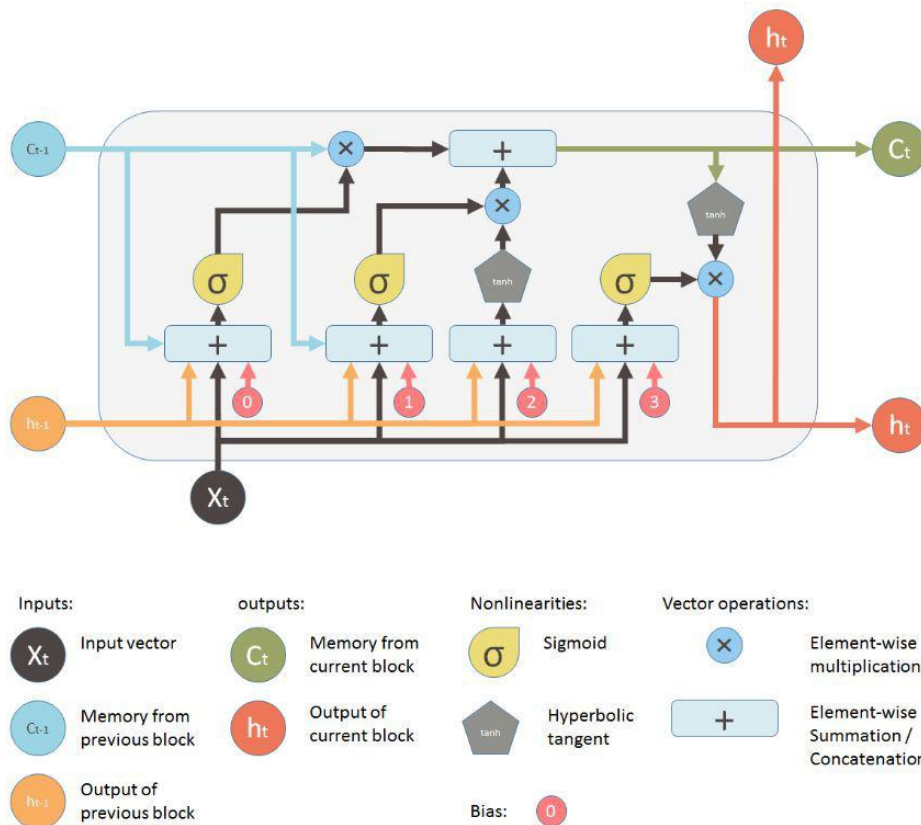 ht
Ct-1
×
+
Ct
tanh
×
σ
σ
tanh
σ
×
+
+
+
+
0
1
2
3
ht-1
ht
Xt
Inputs:
outputs:
Nonlinearities:
Vector operations:
Xt
Input vector
Ct
Memory from
current block
σ
Sigmoid
×
Element-wise
multiplication
Ct-1
Memory from
previous block
ht
Output of
current block
tanh
Hyperbolic
tangent
+
Element-wise
Summation /
Concatenation
ht-1
Output of
previous block
Bias:
0